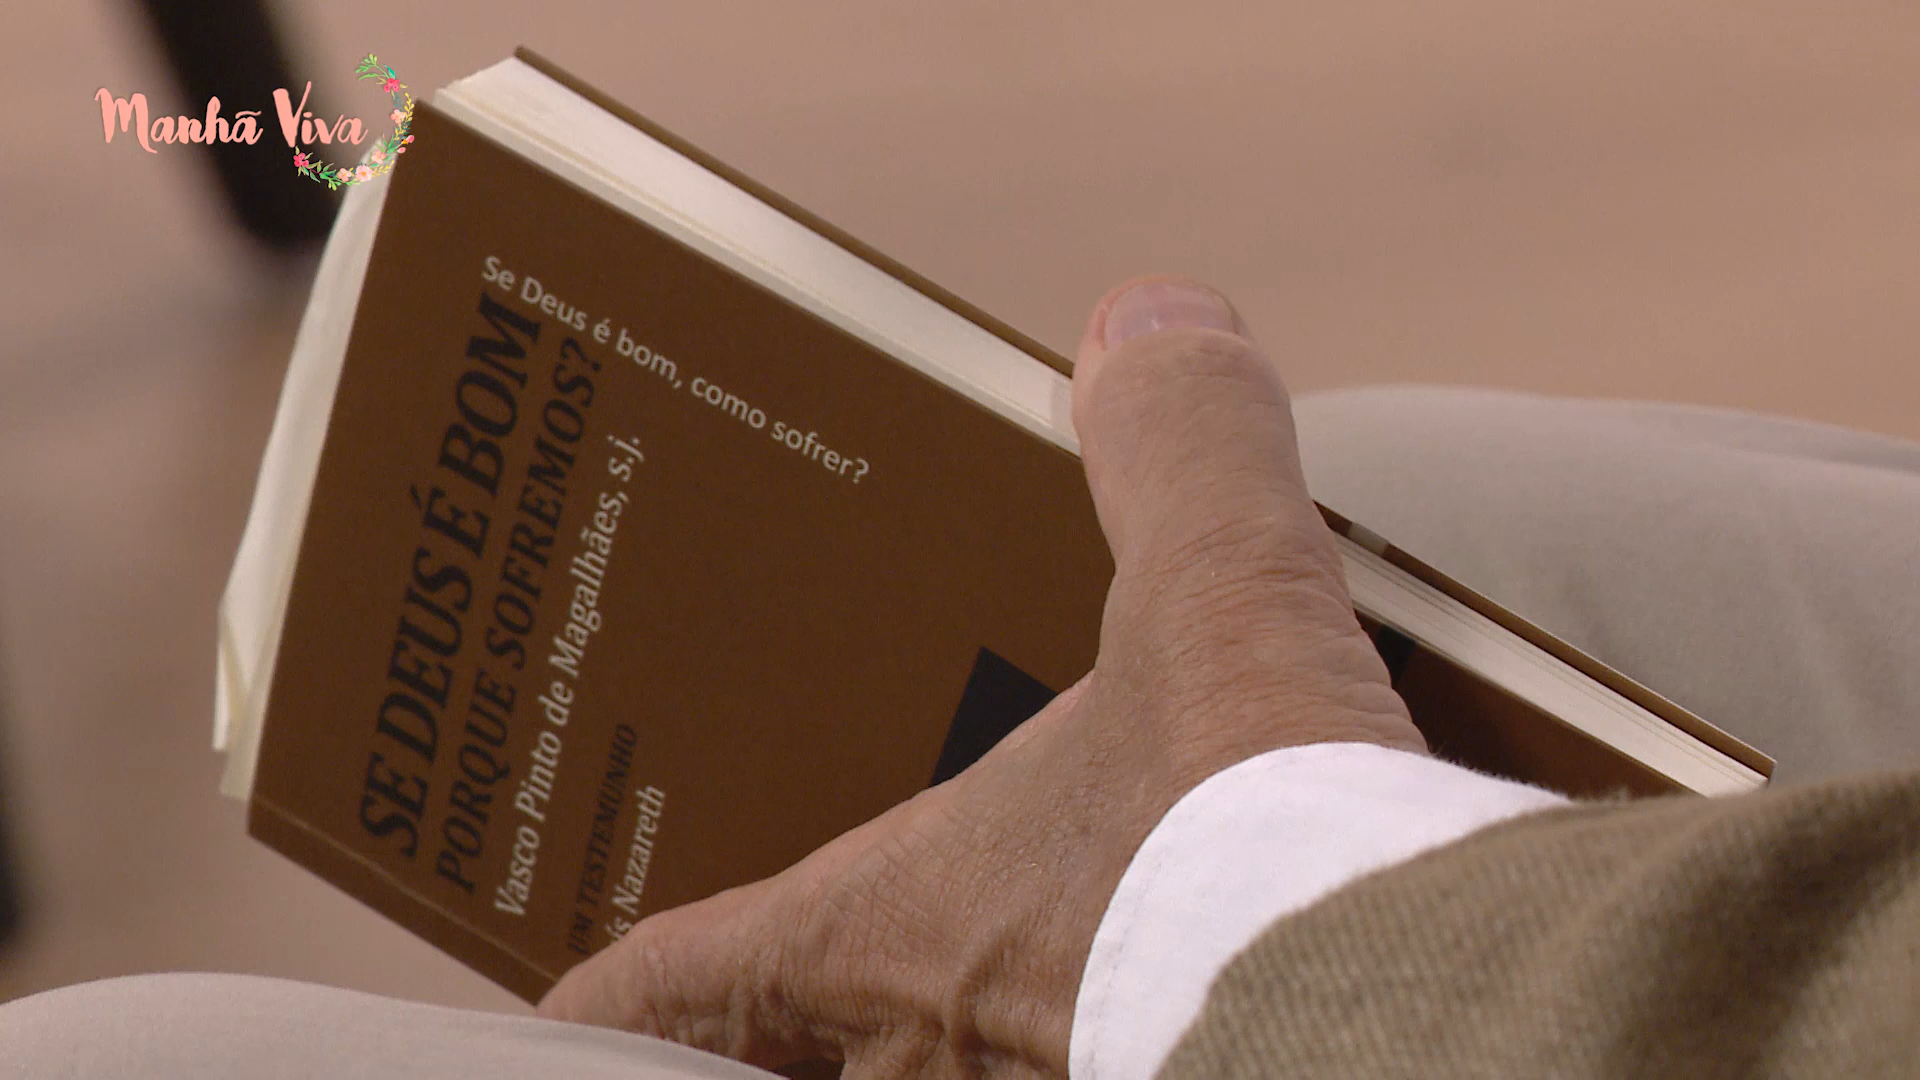 Manhã Viva
Se Deus é bom, como sofrer?
SE DEUS É BOM
PORQUE SOFREMOS?
Vasco Pinto de Magalhães, s.j.
UM TESTEMUNHO
Nazareth